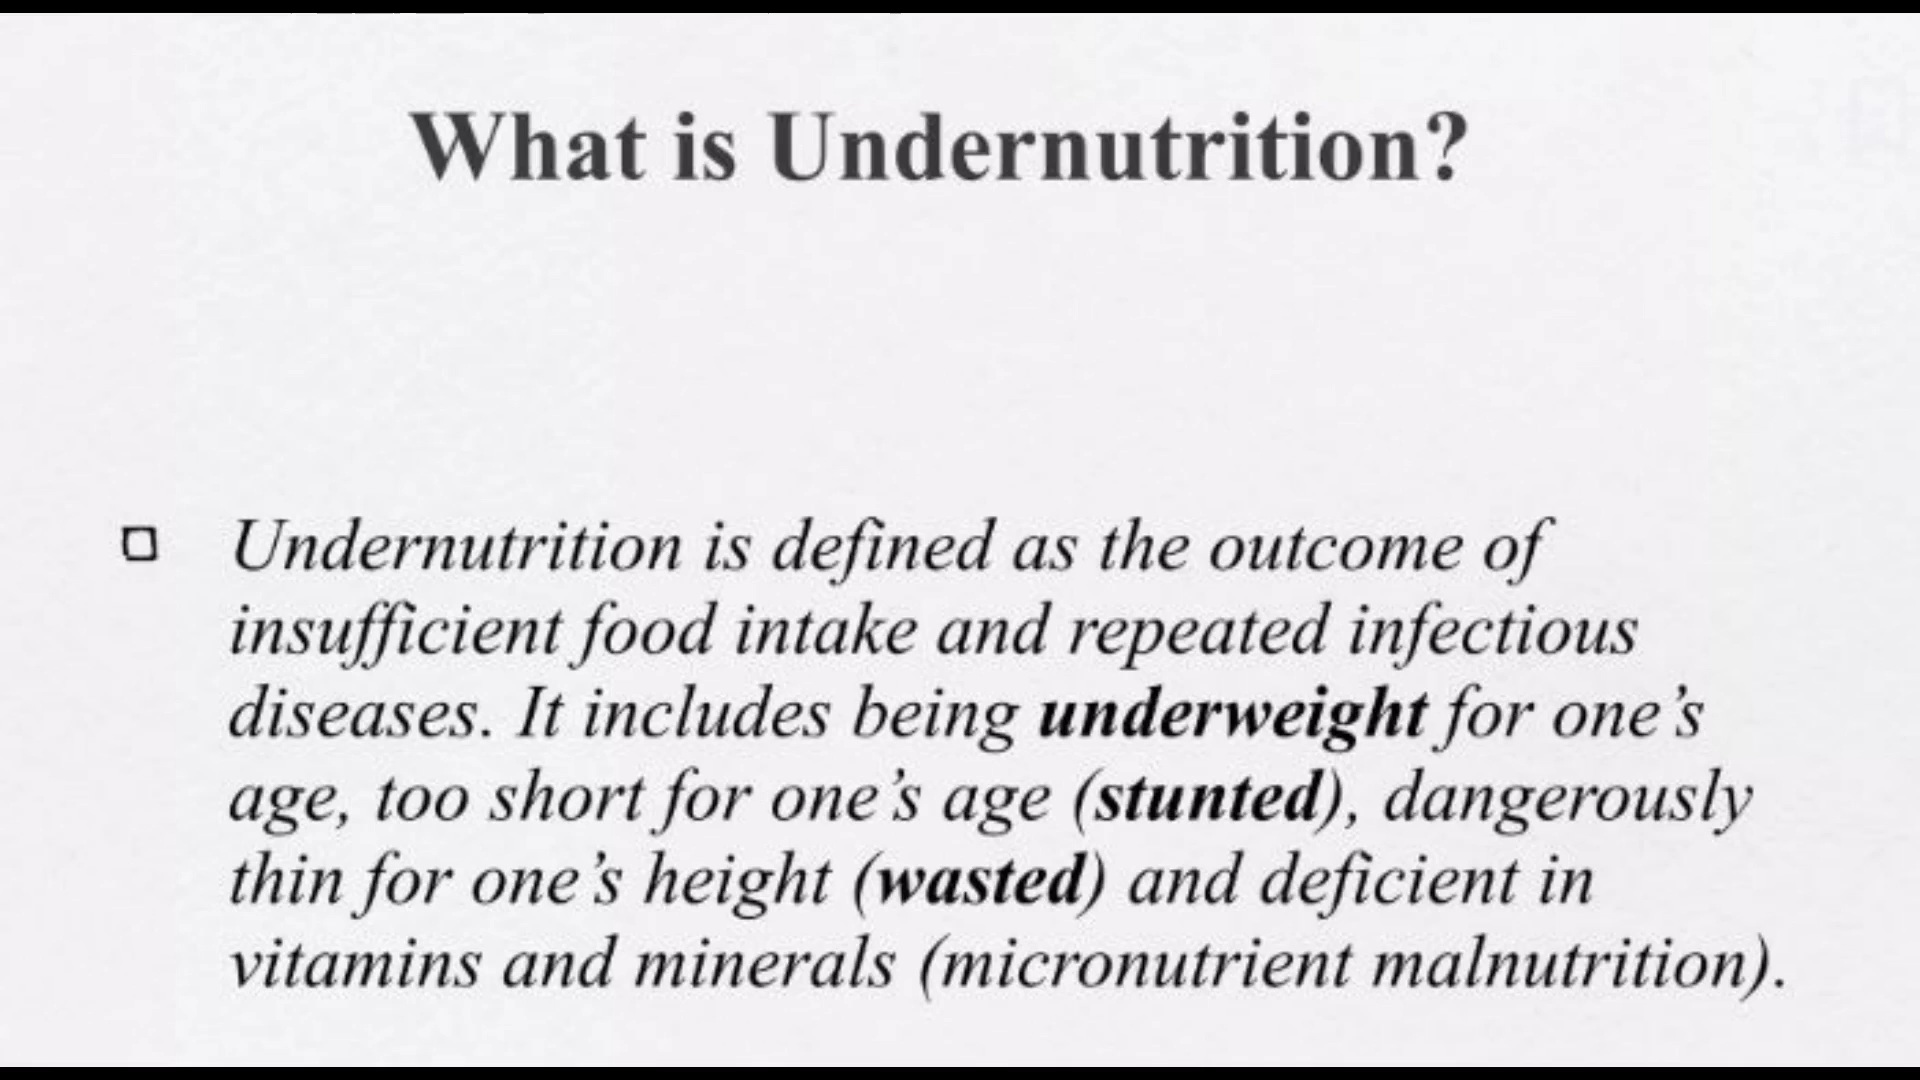 What is Undernutrition?
Undernutrition is defined as the outcome of
insufficient food intake and repeated infectious
diseases. It includes being underweight for one’s
age, too short for one’s age (stunted), dangerously
thin for one’s height (wasted) and deficient in
vitamins and minerals (micronutrient malnutrition).